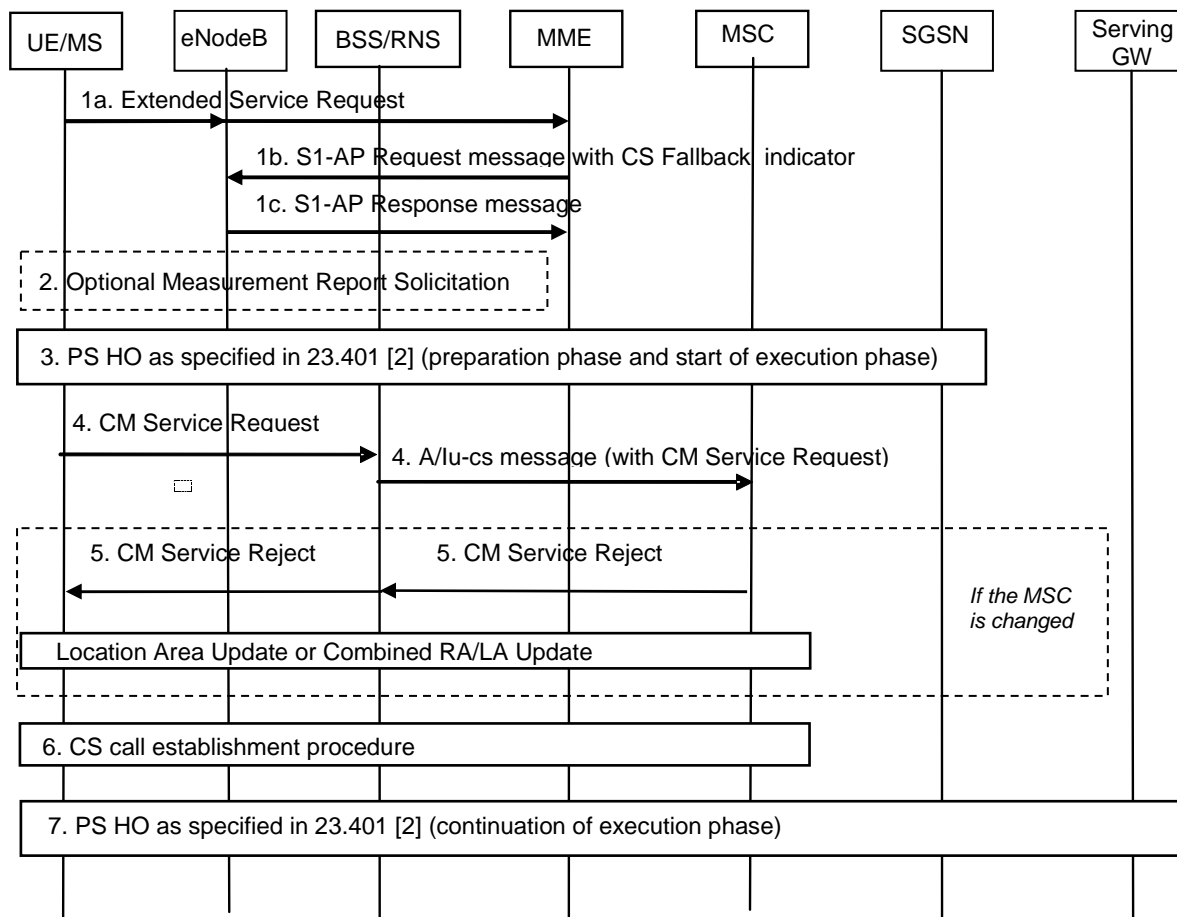 UE/MS
eNodeB
BSS/RNS
MME
MSC
SGSN
Serving
GW
1a. Extended Service Request
1b. S1-AP Request message with CS Fallback indicator
1c. S1-AP Response message
2. Optional Measurement Report Solicitation
3. PS HO as specified in 23.401 [2] (preparation phase and start of execution phase)
4. CM Service Request
4. A/Iu-cs message (with CM Service Request)
5. CM Service Reject
5. CM Service Reject
If the MSC
is changed
Location Area Update or Combined RA/LA Update
6. CS call establishment procedure
7. PS HO as specified in 23.401 [2] (continuation of execution phase)